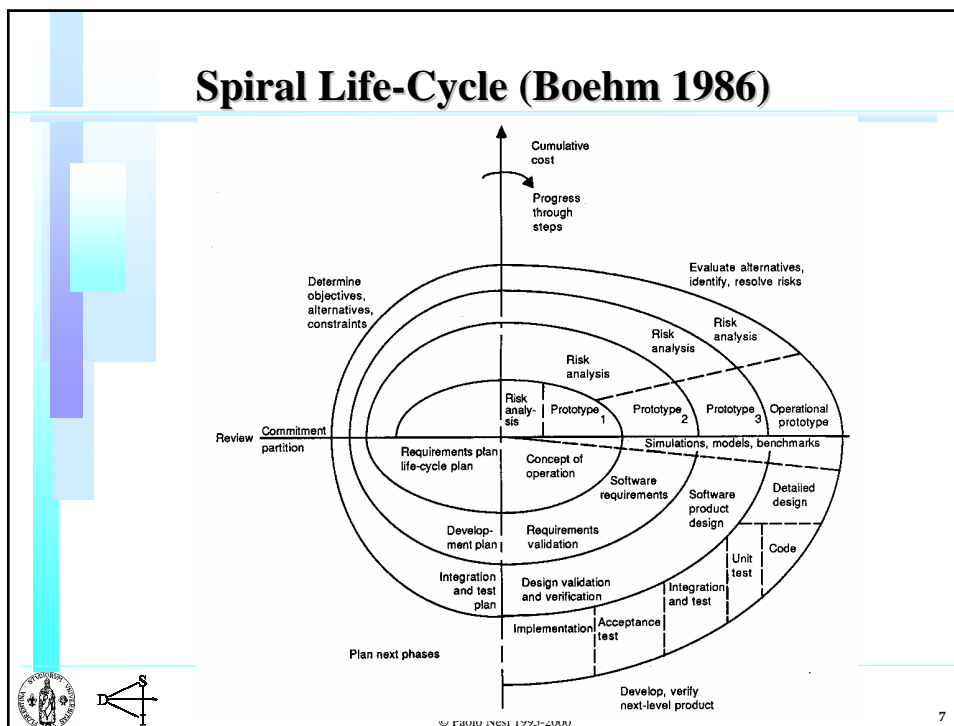 Spiral Life-Cycle (Boehm 1986)
Cumulative
cost
Progress
through
steps
Evaluate alternatives,
identify, resolve risks
Determine
objectives,
alternatives,
constraints
Risk
analysis
Risk
analysis
Risk
analysis
Risk
analy-
sis
Prototype 1
Prototype 2
Prototype 3
Operational
prototype
Review
Commitment
partition
Simulations, models, benchmarks
Requirements plan
life-cycle plan
Concept of
operation
Software
requirements
Software
product
design
Detailed
design
Develop-
ment plan
Requirements
validation
Code
Unit
test
Integration
and test
plan
Design validation
and verification
Integration
and test
Acceptance
test
Implementation
Plan next phases
Develop, verify
next-level product
D
S
I
© Paolo Nesi 1995-2000
7